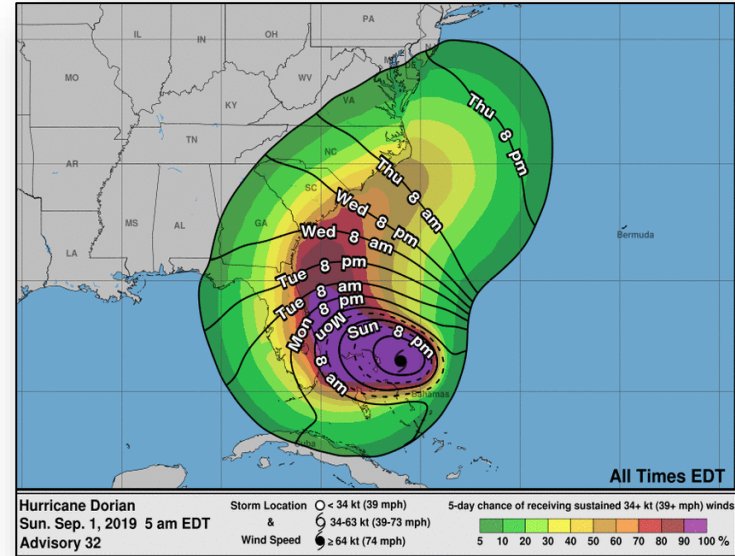 PA
IL
IN
OH
MO
WV
KY
VA
TN
NC
AR
SC
MS
AL
GA
LA
Bermuda
Bahamas
Cuba
Thu 8 pm
Thu 8 am
Wed 8 pm
Wed 8 am
Tue 8 pm
Tue 8 am
Mon 8 pm
Mon 8 am
Sun 8 pm
All Times EDT
Hurricane Dorian
Sun. Sep. 1, 2019 5 am EDT
Advisory 32
Storm Location
&
Wind Speed
< 34 kt (39 mph)
34-63 kt (39-73 mph)
≥ 64 kt (74 mph)
5-day chance of receiving sustained 34+ kt (39+ mph) winds
5 10 20 30 40 50 60 70 80 90 100 %